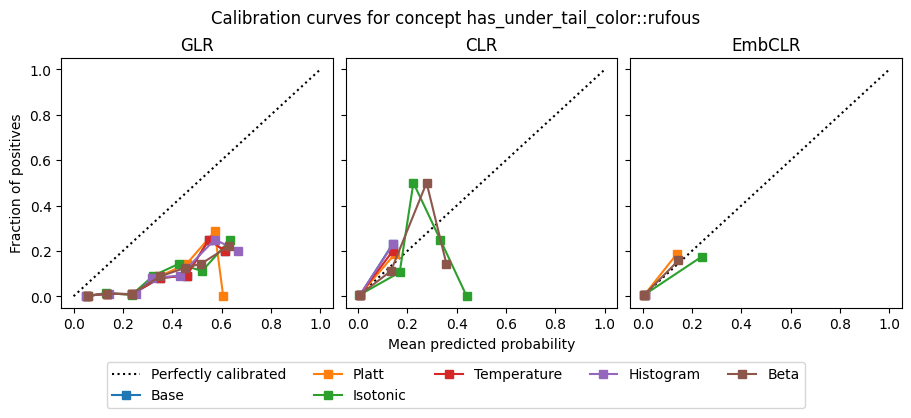 Calibration curves for concept has_under_tail_color::rufous
GLR
CLR
EmbCLR
Fraction of positives
1.0
0.8
0.6
0.4
0.2
0.0
0.0 0.2 0.4 0.6 0.8 1.0
0.0 0.2 0.4 0.6 0.8 1.0
0.0 0.2 0.4 0.6 0.8 1.0
Mean predicted probability
Perfectly calibrated
Base
Platt
Isotonic
Temperature
Histogram
Beta